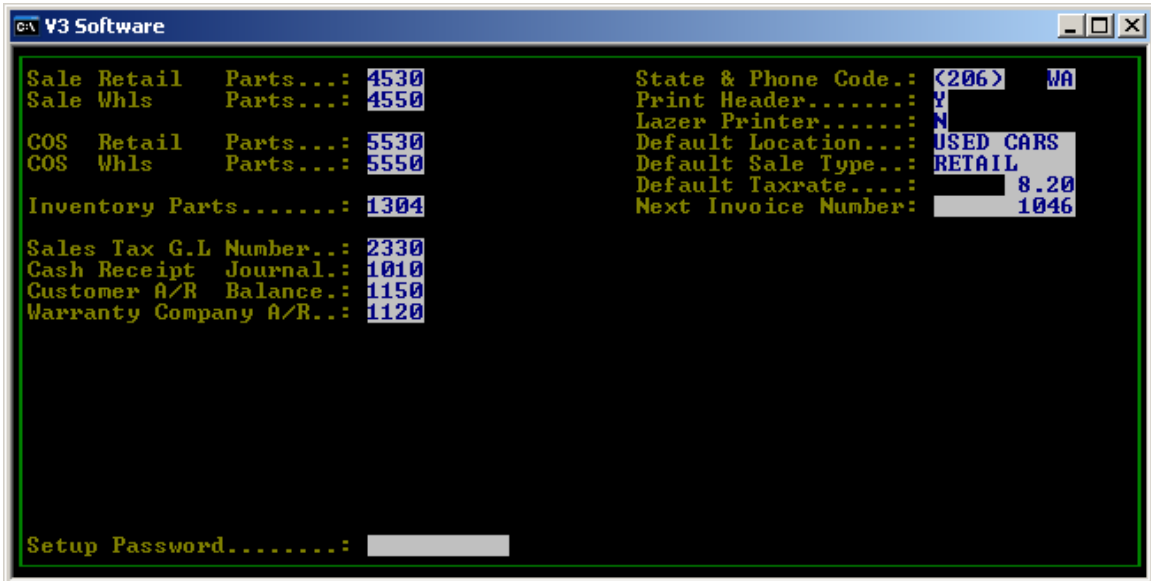 V3 Software
Sale Retail   Parts...: 4530
Sale Whls     Parts...: 4550
COS  Retail   Parts...: 5530
COS  Whls     Parts...: 5550
Inventory Parts.......: 1304
Sales Tax G.L Number..: 2330
Cash Receipt  Journal.: 1010
Customer A/R  Balance.: 1150
Warranty Company A/R..: 1120
State & Phone Code.: (206)   WA
Print Header.......: Y
Lazer Printer......: N
Default Location...: USED CARS
Default Sale Type..: RETAIL
Default Taxrate....: 8.20
Next Invoice Number: 1046
Setup Password........: